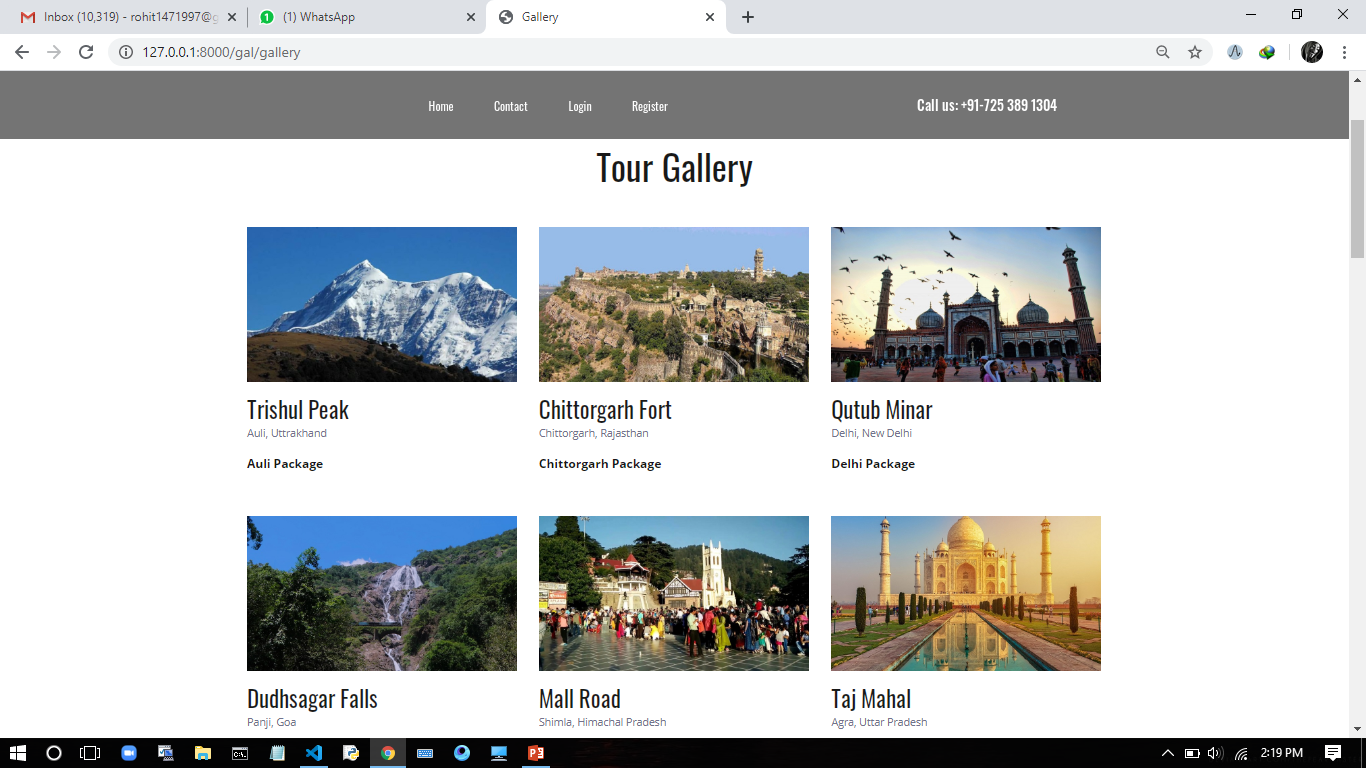 Inbox (10,319) - rohit1471997@g
(1) WhatsApp
Gallery
127.0.0.1:8000/gal/gallery
Home Contact Login Register Call us: +91-725 389 1304
Tour Gallery
Trishul Peak
Auli, Uttrakhand
Auli Package
Chittorgarh Fort
Chittorgarh, Rajasthan
Chittorgarh Package
Qutub Minar
Delhi, New Delhi
Delhi Package
Dudhsagar Falls
Panji, Goa
Mall Road
Shimla, Himachal Pradesh
Taj Mahal
Agra, Uttar Pradesh
2:19 PM